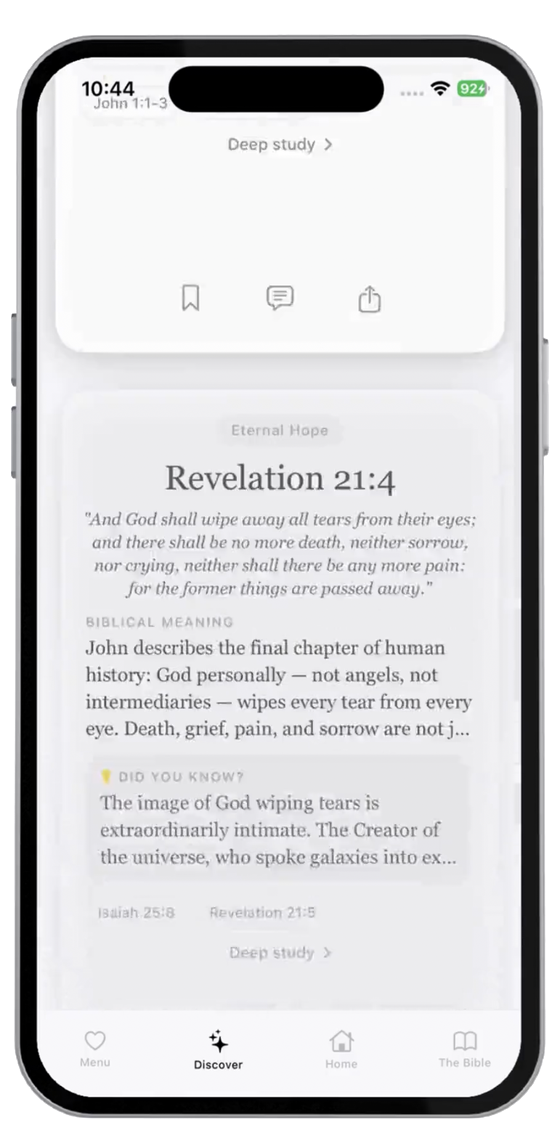 10:44
92
John 1:1-3
Deep study >
Eternal Hope
Revelation 21:4
"And God shall wipe away all tears from their eyes;
and there shall be no more death, neither sorrow,
nor crying, neither shall there be any more pain:
for the former things are passed away."
BIBLICAL MEANING
John describes the final chapter of human
history: God personally — not angels, not
intermediaries — wipes every tear from every
eye. Death, grief, pain, and sorrow are not j...
DID YOU KNOW?
The image of God wiping tears is
extraordinarily intimate. The Creator of
the universe, who spoke galaxies into ex...
Isaiah 25:8 Revelation 21:5
Deep study >
Menu Discover Home The Bible